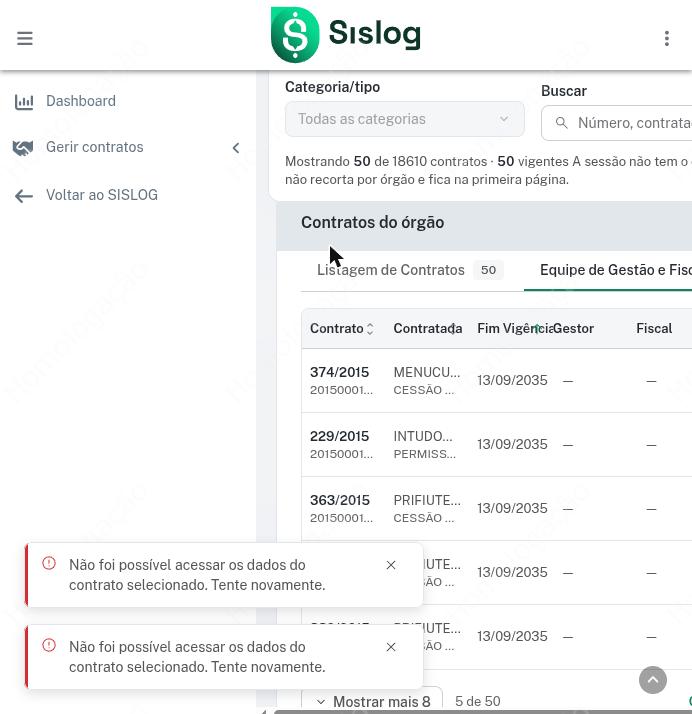 Sislog
Categoria/tipo
Buscar
Dashboard
Todas as categorias
Número, contrata
Gerir contratos
Mostrando 50 de 18610 contratos · 50 vigentes A sessão não tem o
não recorta por órgão e fica na primeira página.
Voltar ao SISLOG
Contratos do órgão
Listagem de Contratos 50
Equipe de Gestão e Fisc
Contrato Contratada Fim Vigência Gestor Fiscal
374/2015 MENUCU... 13/09/2035 — —
20150001... CESSÃO ...
229/2015 INTUDO... 13/09/2035 — —
20150001... PERMISS...
363/2015 PRIFIUTE... 13/09/2035 — —
20150001... CESSÃO ...
Não foi possível acessar os dados do
contrato selecionado. Tente novamente.
UTE... 13/09/2035 — —
ÃO ...
Não foi possível acessar os dados do
contrato selecionado. Tente novamente.
UTE... 13/09/2035 — —
ÃO ...
Mostrar mais 8 5 de 50
Homologação